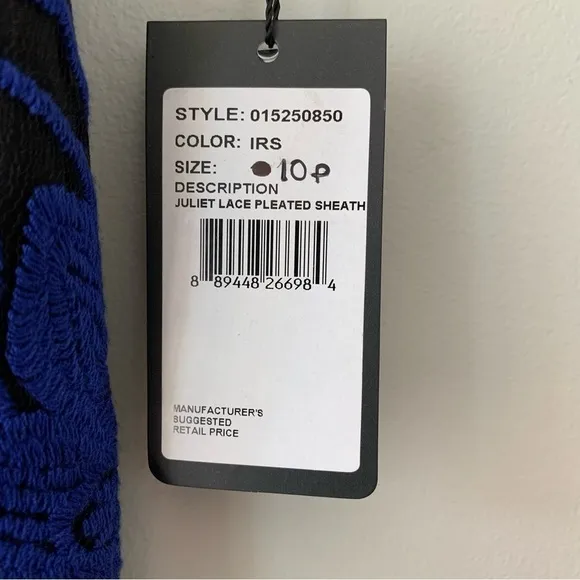 STYLE: 015250850
COLOR: IRS
SIZE: 10P
DESCRIPTION
JULIET LACE PLEATED SHEATH
8 89448 26698 4
MANUFACTURER'S
SUGGESTED
RETAIL PRICE